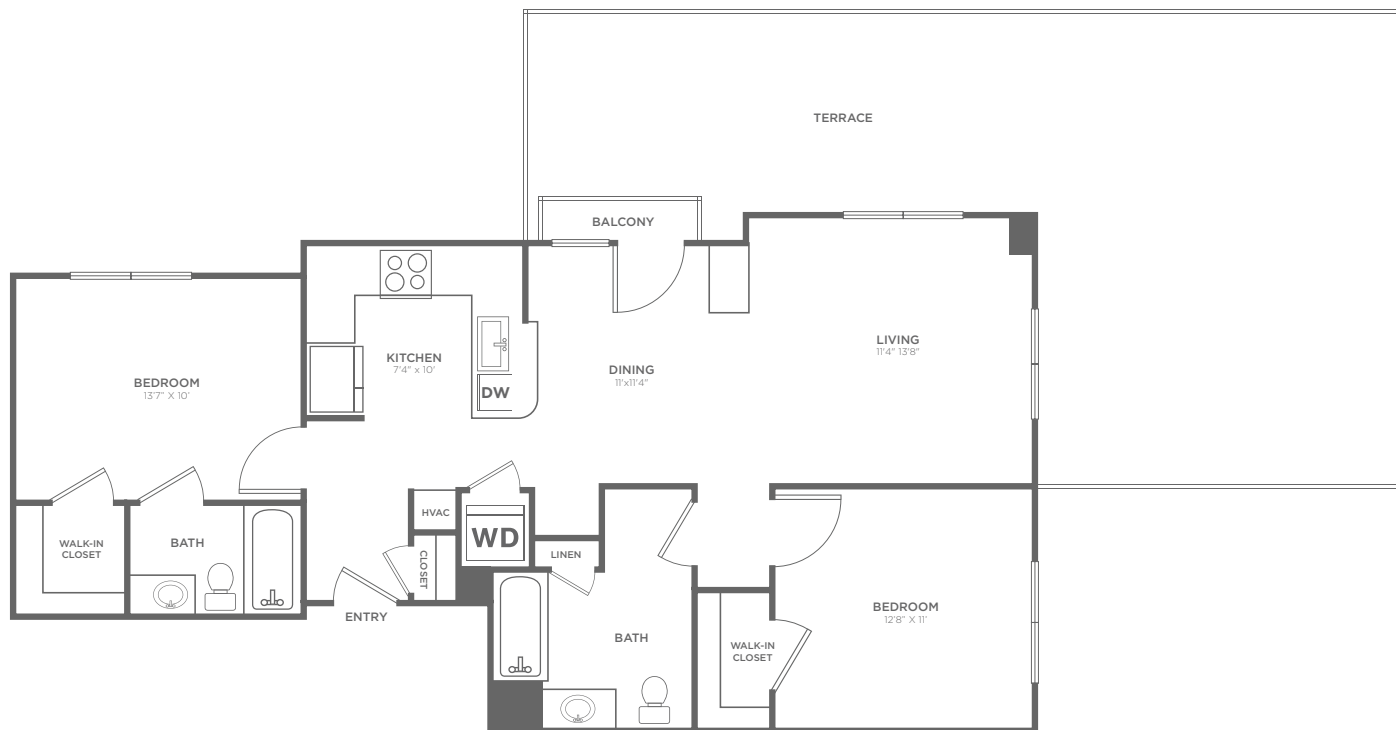 TERRACE
BALCONY
LIVING
11'4" 13'8"
KITCHEN
7'4" x 10'
DINING
11'x11'4"
BEDROOM
13'7" X 10'
DW
HVAC
WD
WALK-IN
CLOSET
BATH
CLOSET
LINEN
ENTRY
BEDROOM
12'8" X 11'
BATH
WALK-IN
CLOSET